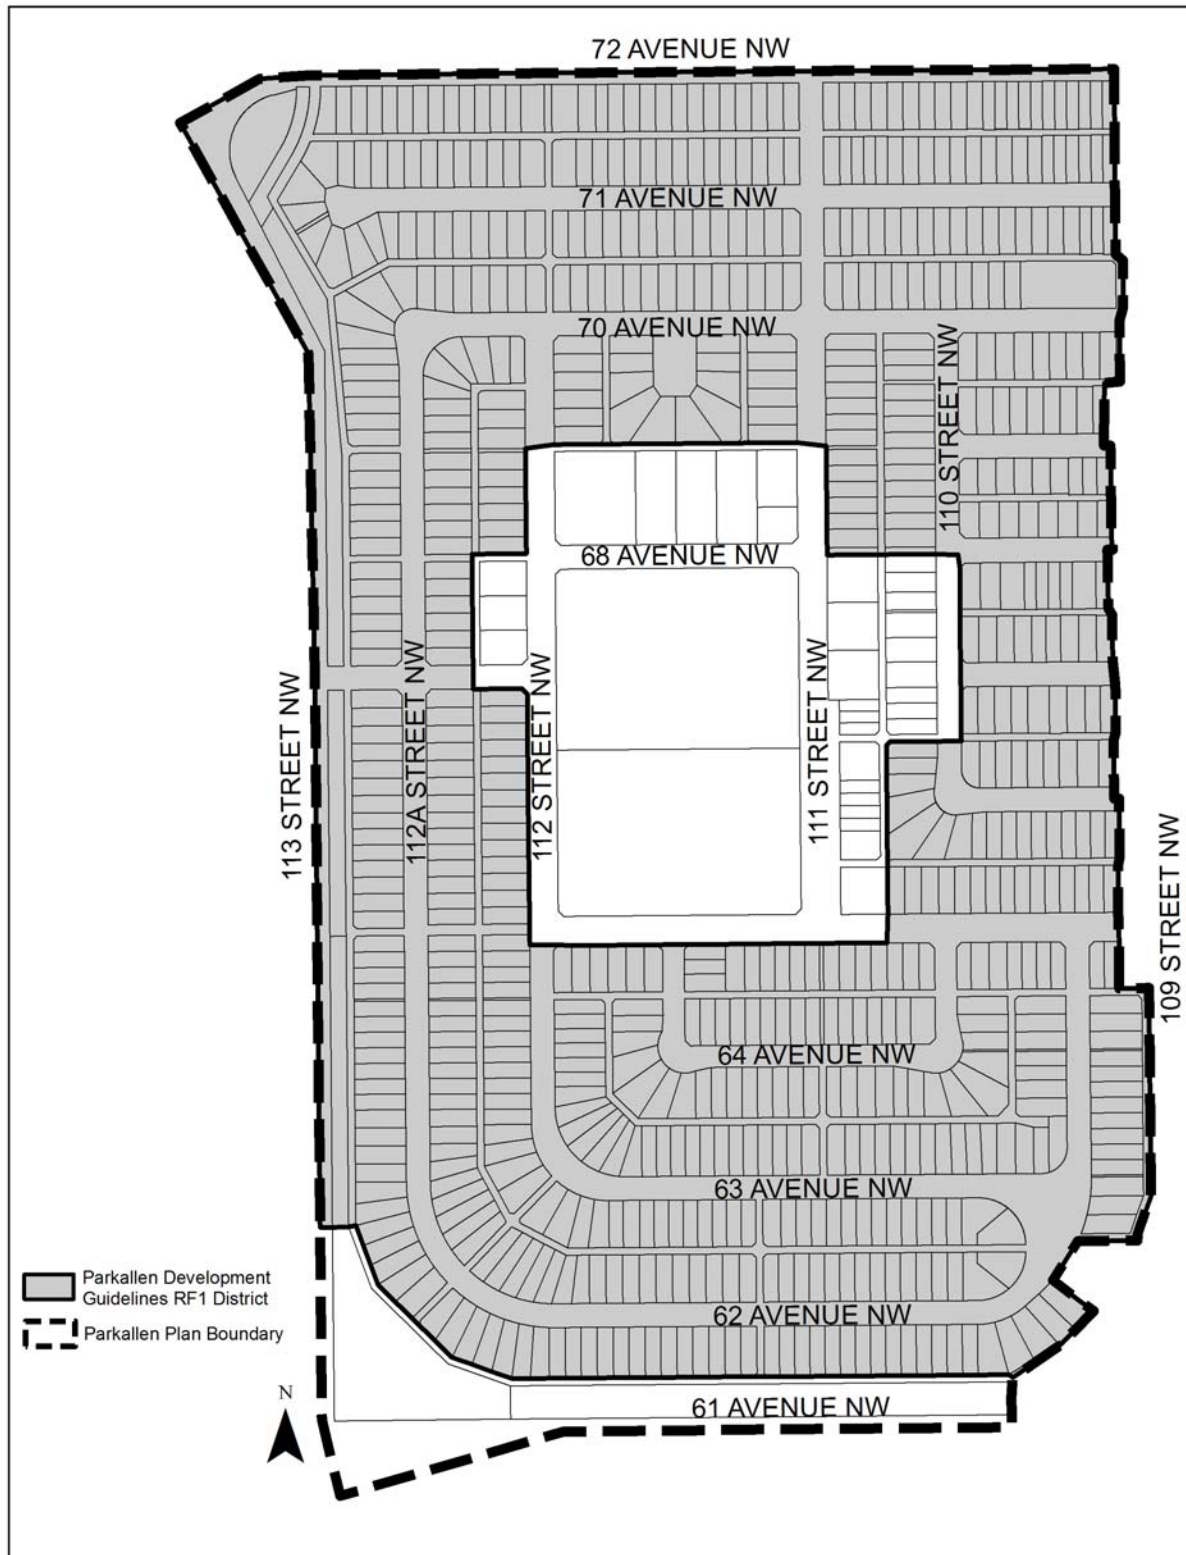 72 AVENUE NW
71 AVENUE NW
70 AVENUE NW
110 STREET NW
68 AVENUE NW
113 STREET NW
112A STREET NW
112 STREET NW
111 STREET NW
109 STREET NW
64 AVENUE NW
63 AVENUE NW
62 AVENUE NW
61 AVENUE NW
Parkallen Development
Guidelines RF1 District
Parkallen Plan Boundary
N